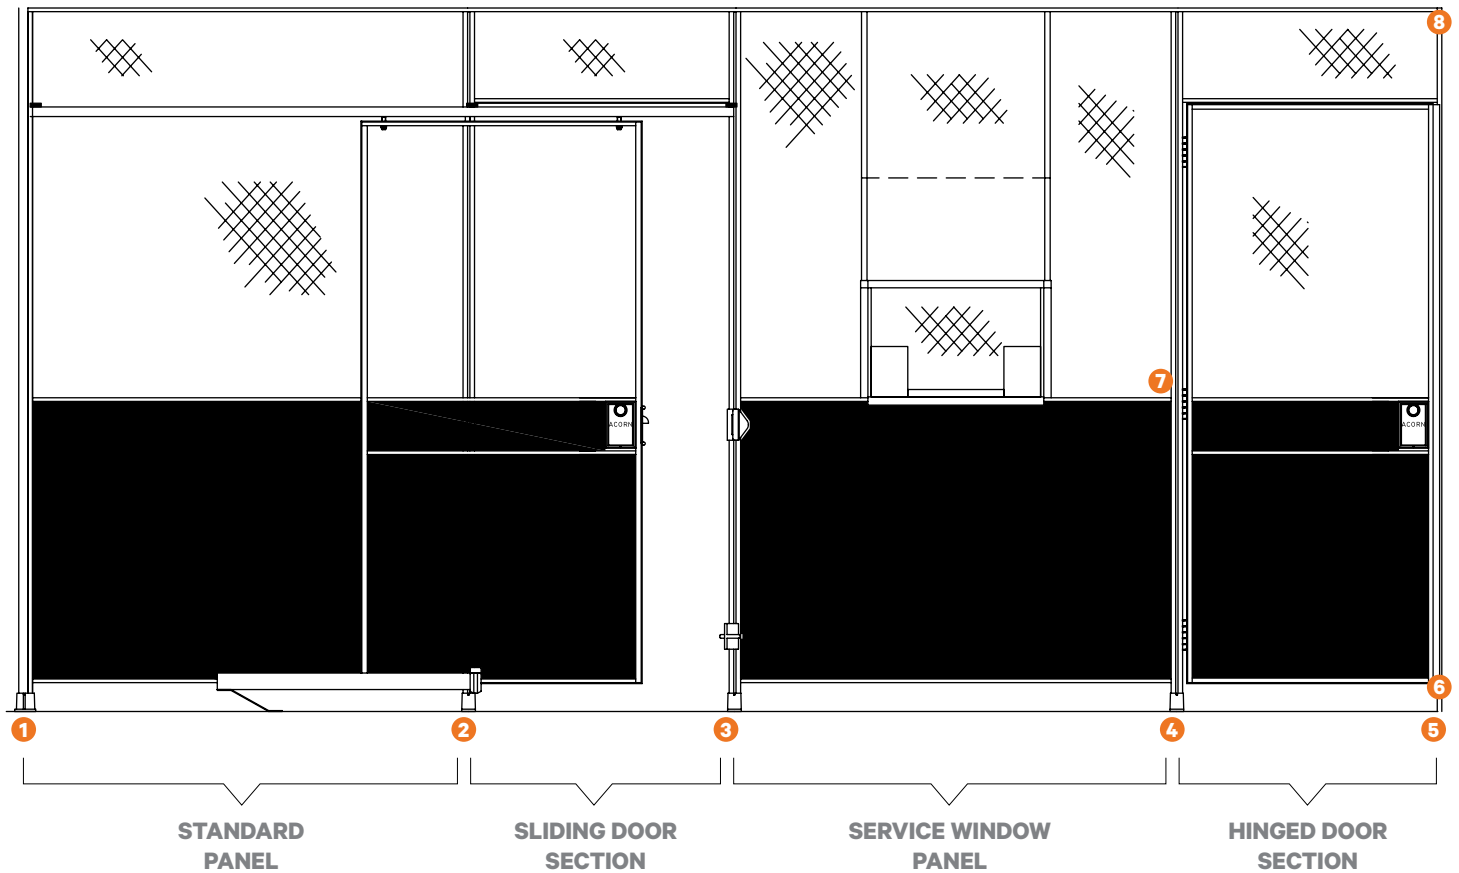 8
7
ACORN
ACORN
6
1
2
3
4
5
STANDARD
PANEL
SLIDING DOOR
SECTION
SERVICE WINDOW
PANEL
HINGED DOOR
SECTION